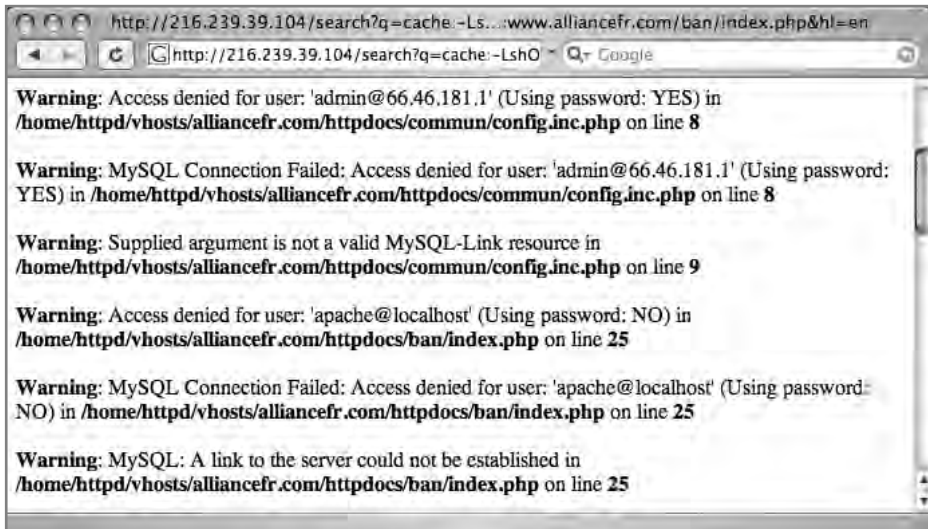 http://216.239.39.104/search?q=cache:-Ls...:www.alliancefr.com/ban/index.php&hl=en
http://216.239.39.104/search?q=cache:-LshO Google
Warning: Access denied for user: 'admin@66.46.181.1' (Using password: YES) in
/home/httpd/vhosts/alliancefr.com/httpdocs/commun/config.inc.php on line 8
Warning: MySQL Connection Failed: Access denied for user: 'admin@66.46.181.1' (Using password:
YES) in /home/httpd/vhosts/alliancefr.com/httpdocs/commun/config.inc.php on line 8
Warning: Supplied argument is not a valid MySQL-Link resource in
/home/httpd/vhosts/alliancefr.com/httpdocs/commun/config.inc.php on line 9
Warning: Access denied for user: 'apache@localhost' (Using password: NO) in
/home/httpd/vhosts/alliancefr.com/httpdocs/ban/index.php on line 25
Warning: MySQL Connection Failed: Access denied for user: 'apache@localhost' (Using password:
NO) in /home/httpd/vhosts/alliancefr.com/httpdocs/ban/index.php on line 25
Warning: MySQL: A link to the server could not be established in
/home/httpd/vhosts/alliancefr.com/httpdocs/ban/index.php on line 25